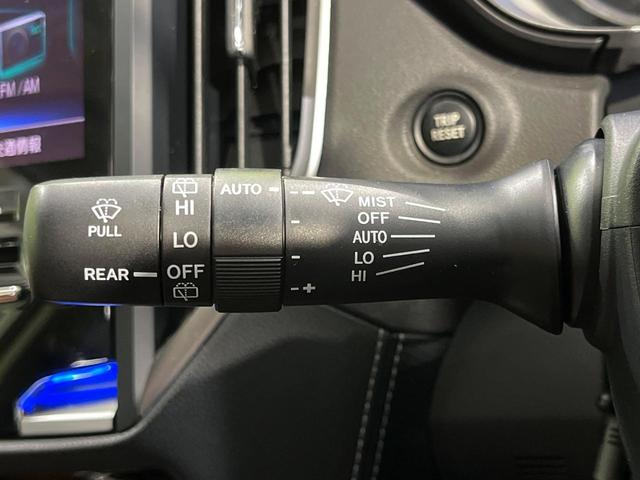 FM/AM
TRIP
RESET
PULL
REAR
HI
LO
OFF
AUTO
MIST
OFF
AUTO
LO
HI
- +